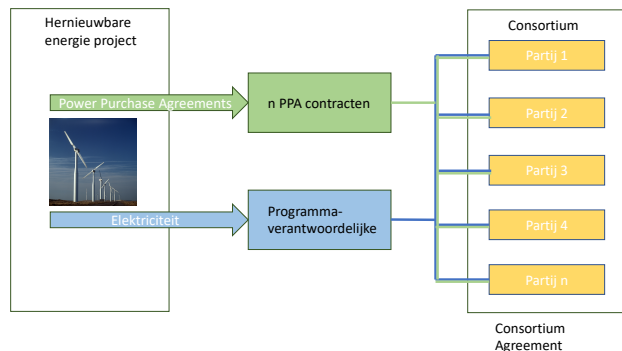 Hernieuwbare
energie project
Power Purchase Agreements
Elektriciteit
n PPA contracten
Programma-
verantwoordelijke
Consortium
Partij 1
Partij 2
Partij 3
Partij 4
Partij n
Consortium
Agreement